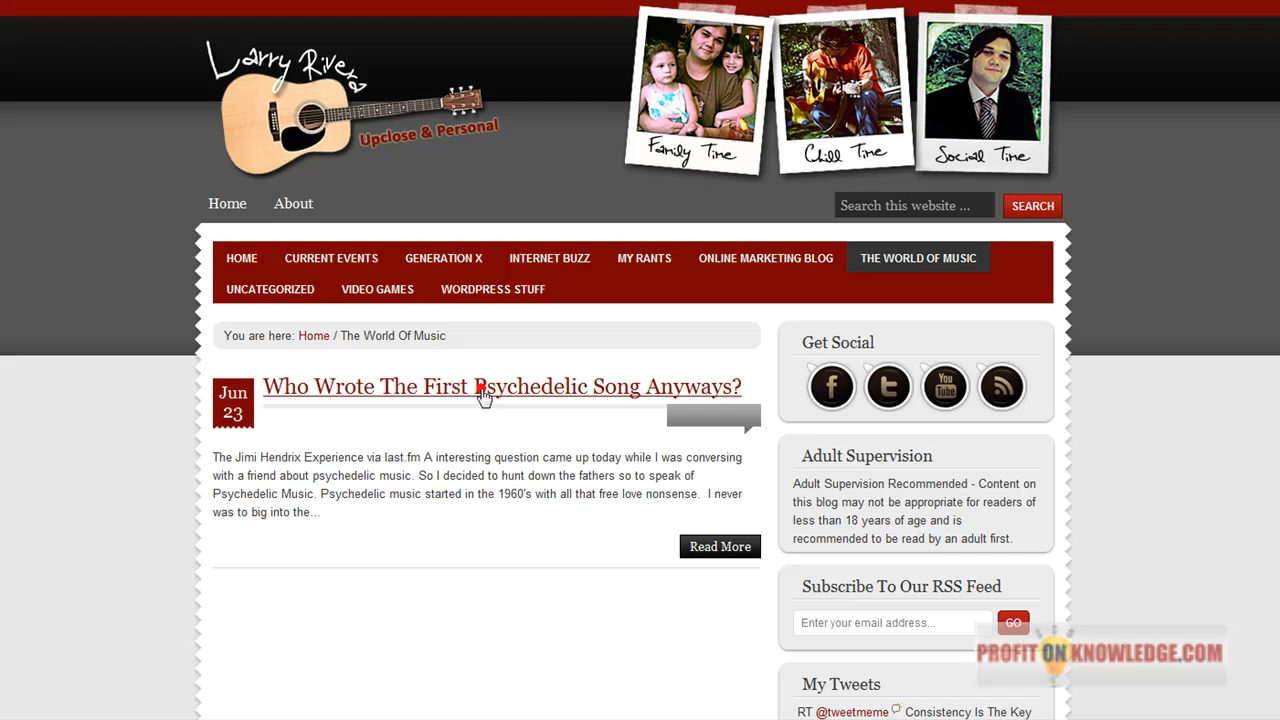 Larry Rivera
Upclose & Personal
Family Time
Chill Time
Social Time
Home
About
Search this website ...
SEARCH
HOME
CURRENT EVENTS
GENERATION X
INTERNET BUZZ
MY RANTS
ONLINE MARKETING BLOG
THE WORLD OF MUSIC
UNCATEGORIZED
VIDEO GAMES
WORDPRESS STUFF
You are here: Home / The World Of Music
Jun
23
Who Wrote The First Psychedelic Song Anyways?
The Jimi Hendrix Experience via last.fm A interesting question came up today while I was conversing
with a friend about psychedelic music. So I decided to hunt down the fathers so to speak of
Psychedelic Music. Psychedelic music started in the 1960's with all that free love nonsense. I never
was to big into the…
Read More
Get Social
You
Tube
Adult Supervision
Adult Supervision Recommended - Content on
this blog may not be appropriate for readers of
less than 18 years of age and is
recommended to be read by an adult first.
Subscribe To Our RSS Feed
Enter your email address...
GO
PROFIT ON KNOWLEDGE.COM
My Tweets
RT @tweetmeme Consistency Is The Key